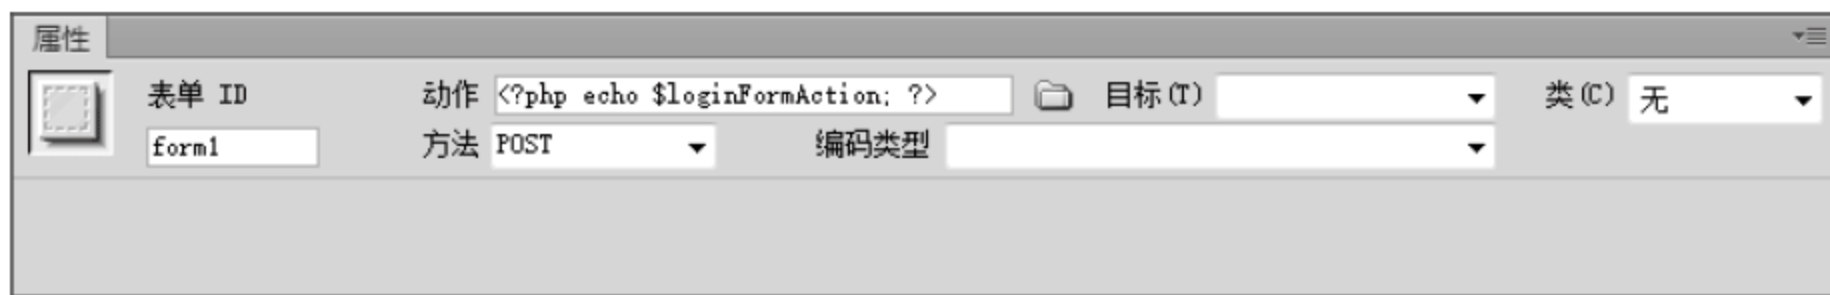 属性
表单 ID 动作 <?php echo $loginFormAction; ?> 目标(T) 类(C) 无
form1 方法 POST 编码类型